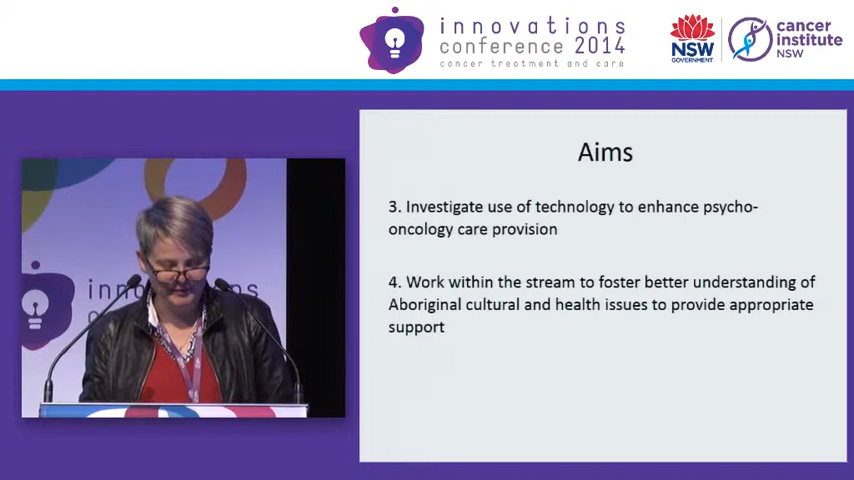 innovations
conference 2014
cancer treatment and care
NSW
GOVERNMENT
cancer
institute
NSW
Aims
3. Investigate use of technology to enhance psycho-
oncology care provision
4. Work within the stream to foster better understanding of
Aboriginal cultural and health issues to provide appropriate
support